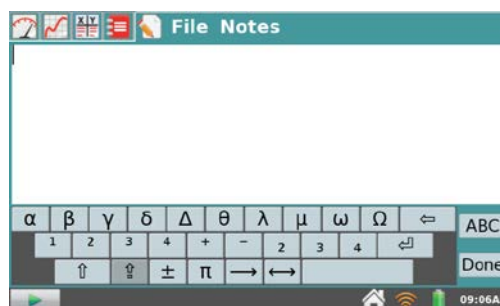 X Y File Notes
α β γ δ Δ θ λ μ ω Ω ⇦ ABC
1 2 3 4 + − 2 3 4 ⏎
⇧ ⇪ ± π ⟶ ⟷ Done
09:06A